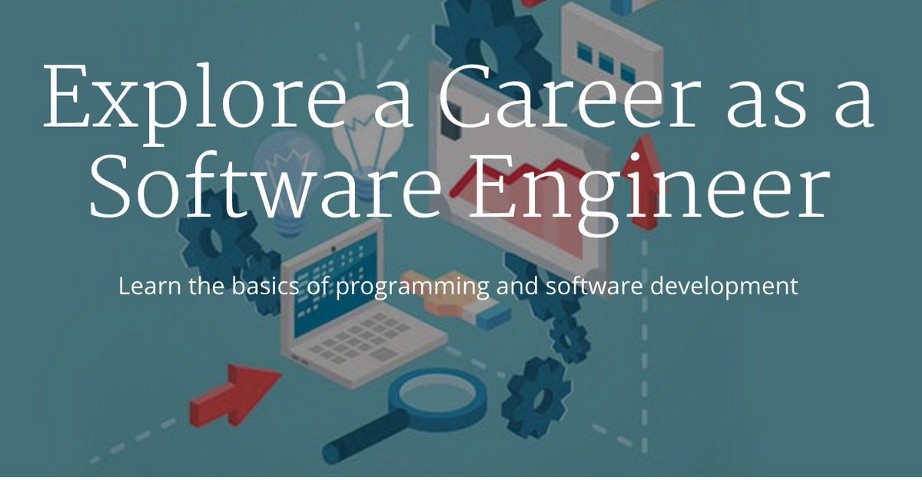 Explore a Career as a
Software Engineer
Learn the basics of programming and software development